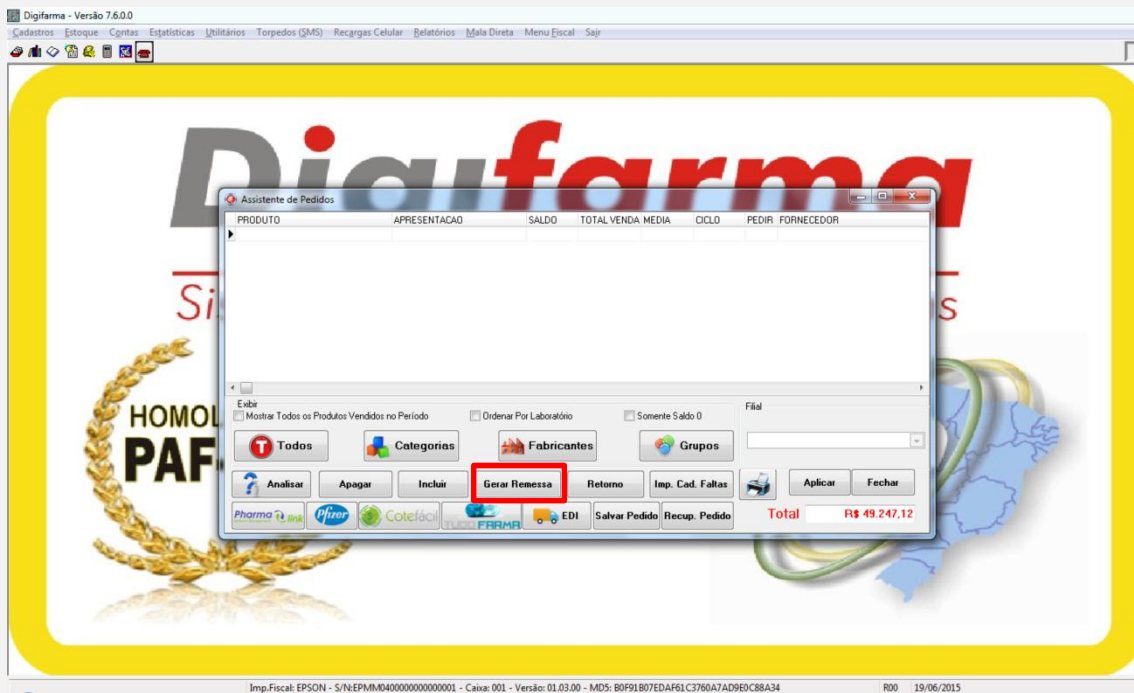 Digifarma - Versão 7.6.0.0
Cadastros Estoque Contas Estatísticas Utilitários Torpedos (SMS) Recargas Celular Relatórios Mala Direta Menu Fiscal Sair
Digifarma
Assistente de Pedidos
PRODUTO APRESENTACAO SALDO TOTAL VENDA MEDIA CICLO PEDIR FORNECEDOR
Exibir
Mostrar Todos os Produtos Vendidos no Período Ordenar Por Laboratório Somente Saldo 0 Filial
Todos Categorias Fabricantes Grupos
Analisar Apagar Incluir Gerar Remessa Retorno Imp. Cad. Faltas Aplicar Fechar
Pharma link Pfizer Cotefácil TUDO FARMA EDI Salvar Pedido Recup. Pedido Total R$ 49.247,12
HOMOL
PAF-
Imp.Fiscal: EPSON - S/N:EPMM0400000000000001 - Caixa: 001 - Versão: 01.03.00 - MD5: B0F91B07EDAF61C3760A7AD9E0C88A34 R00 19/06/2015